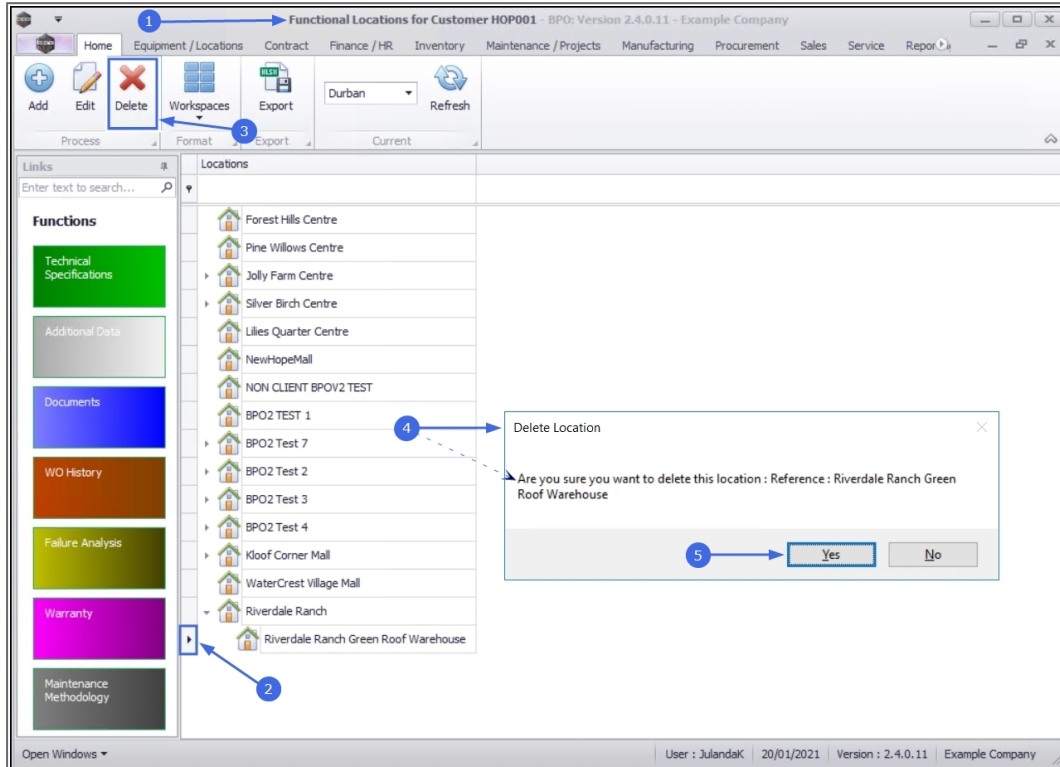 1
Functional Locations for Customer HOP001 - BPO: Version 2.4.0.11 - Example Company
Home Equipment / Locations Contract Finance / HR Inventory Maintenance / Projects Manufacturing Procurement Sales Service Repor
Add Edit Delete Workspaces Export Durban Refresh
3
Process Format Export Current
Links
Enter text to search...
Functions
Technical
Specifications
Additional Data
Documents
WO History
Failure Analysis
Warranty
Maintenance
Methodology
Locations
Forest Hills Centre
Pine Willows Centre
Jolly Farm Centre
Silver Birch Centre
Lilies Quarter Centre
NewHopeMall
NON CLIENT BPOV2 TEST
BPO2 TEST 1
BPO2 Test 7
BPO2 Test 2
BPO2 Test 3
BPO2 Test 4
Kloof Corner Mall
WaterCrest Village Mall
Riverdale Ranch
Riverdale Ranch Green Roof Warehouse
2
4
Delete Location
Are you sure you want to delete this location : Reference : Riverdale Ranch Green
Roof Warehouse
5
Yes No
Open Windows User : JulandaK 20/01/2021 Version : 2.4.0.11 Example Company